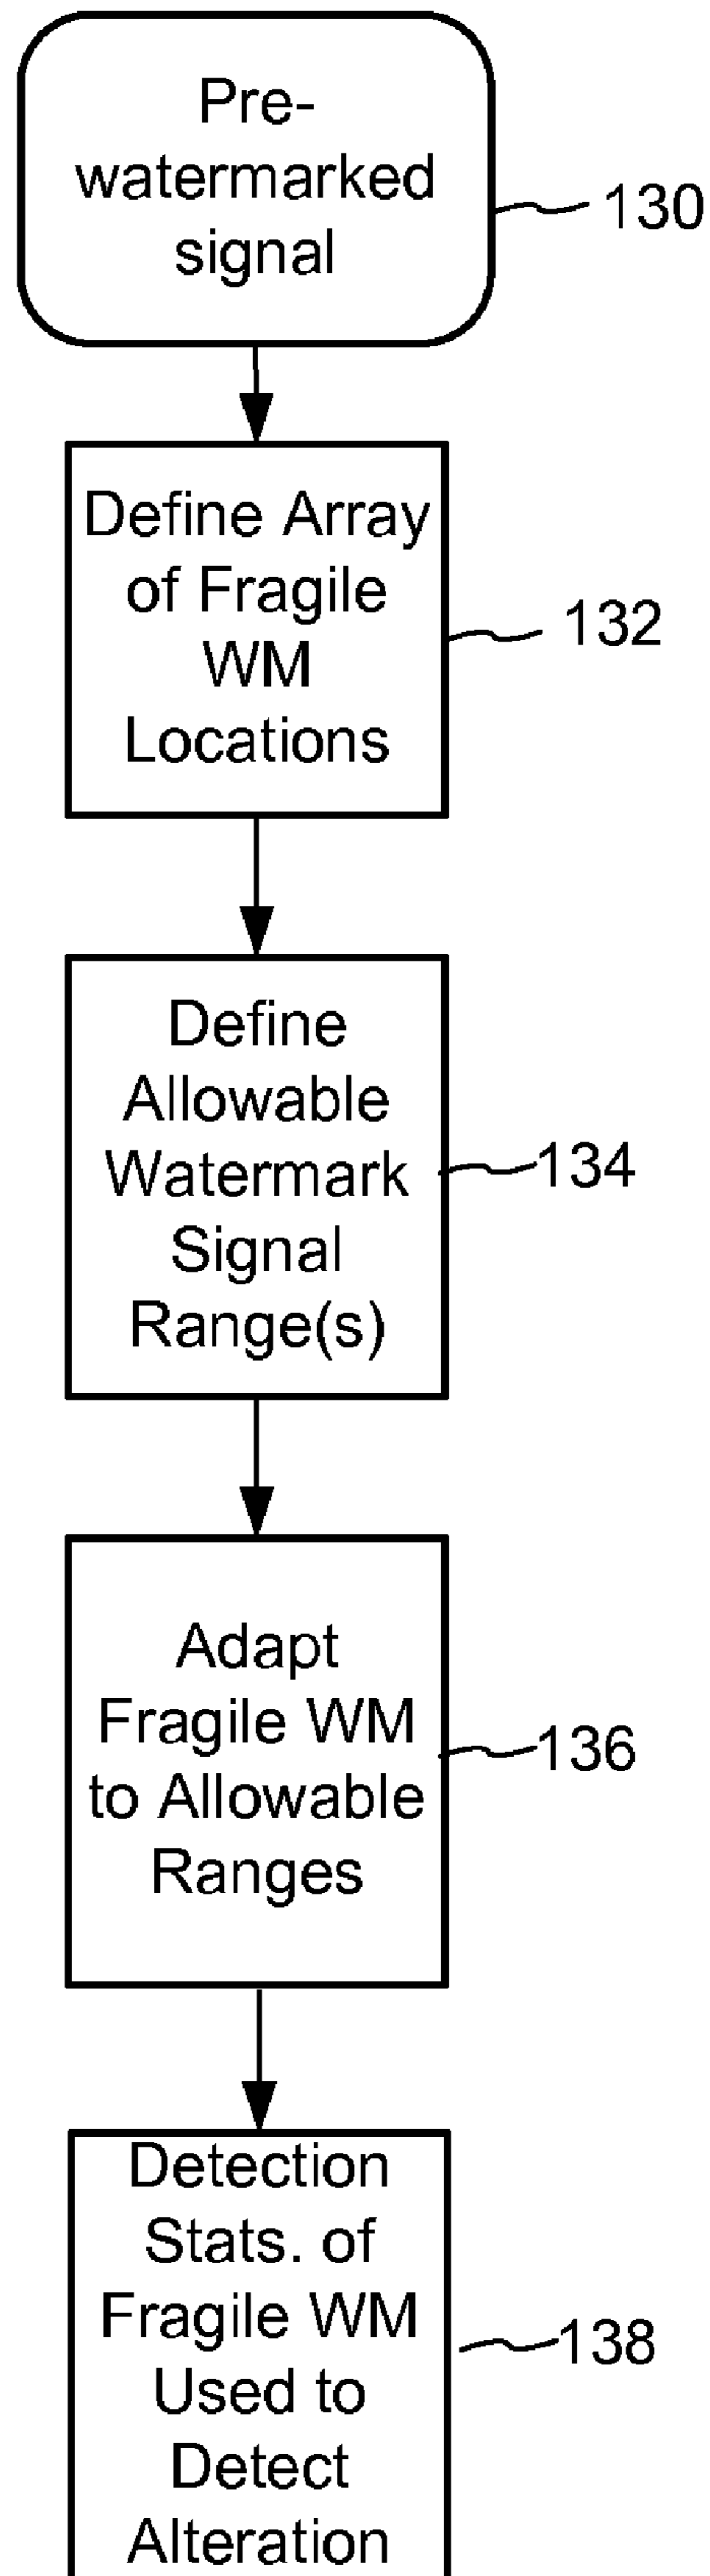 Pre-
watermarked
signal
130
Define Array
of Fragile
WM
Locations
132
Define
Allowable
Watermark
Signal
Range(s)
134
Adapt
Fragile WM
to Allowable
Ranges
136
Detection
Stats. of
Fragile WM
Used to
Detect
Alteration
138